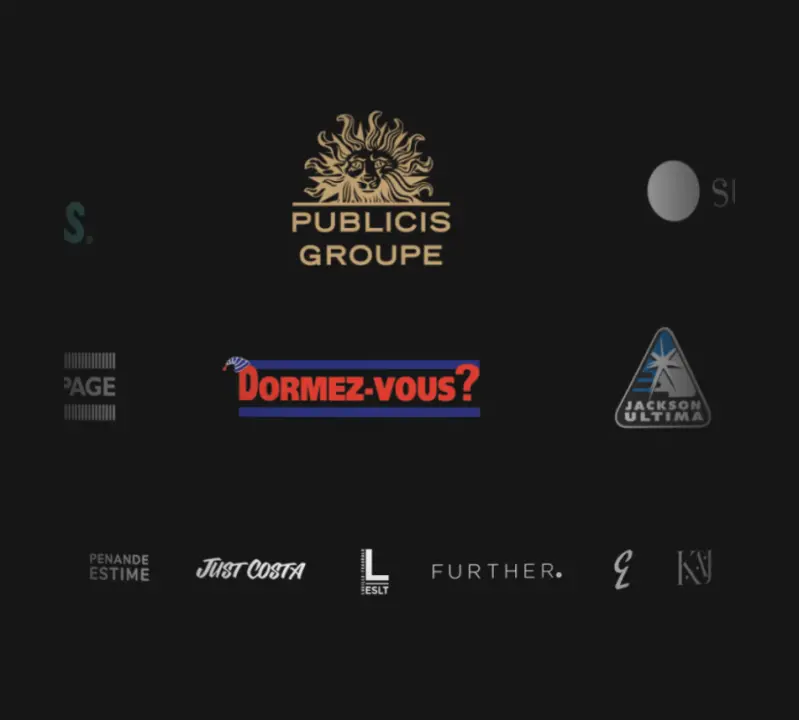 S.
PUBLICIS
GROUPE
PAGE
DORMEZ-VOUS?
JACKSON
ULTIMA
PENANDE
ESTIME
JUST COSTA
L
ESLT
FURTHER.